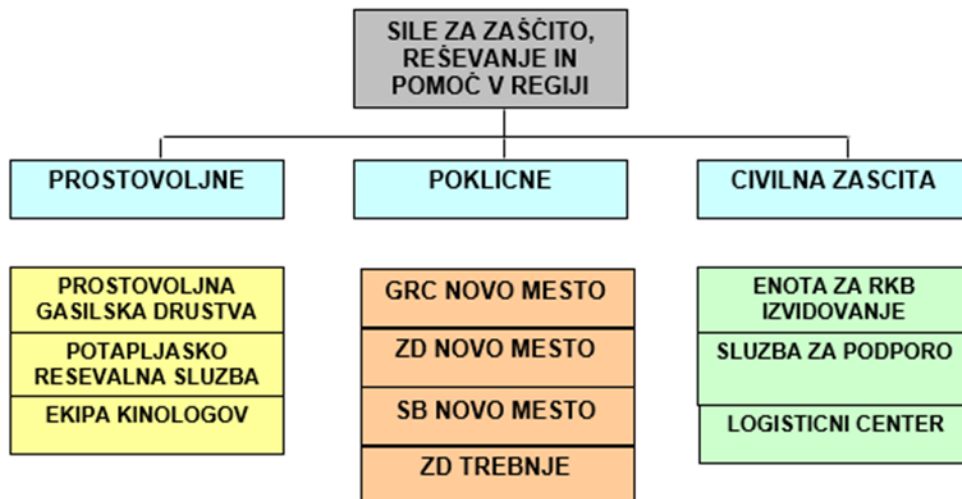 SILE ZA ZAŠČITO,
REŠEVANJE IN
POMOČ V REGIJI
PROSTOVOLJNE
POKLICNE
CIVILNA ZASCITA
PROSTOVOLJNA
GASILSKA DRUSTVA
POTAPLJASKO
RESEVALNA SLUZBA
EKIPA KINOLOGOV
GRC NOVO MESTO
ZD NOVO MESTO
SB NOVO MESTO
ZD TREBNJE
ENOTA ZA RKB
IZVIDOVANJE
SLUZBA ZA PODPORO
LOGISTICNI CENTER